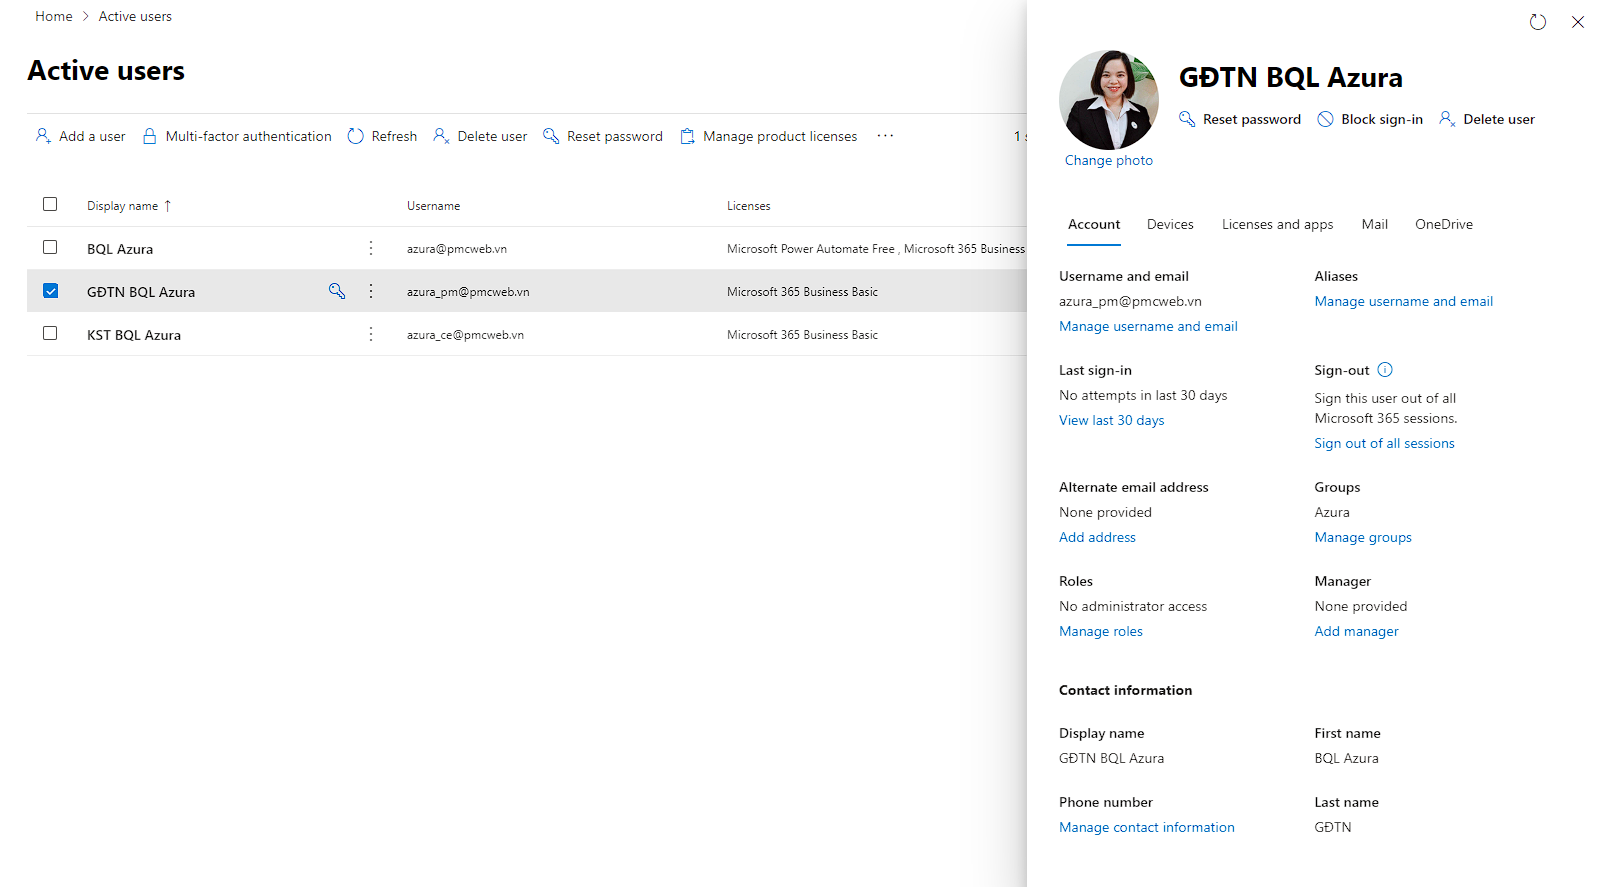 Home > Active users
Active users
Add a user Multi-factor authentication Refresh Delete user Reset password Manage product licenses ...
1
Display name ↑ Username Licenses
BQL Azura azura@pmcweb.vn Microsoft Power Automate Free , Microsoft 365 Business
GĐTN BQL Azura azura_pm@pmcweb.vn Microsoft 365 Business Basic
KST BQL Azura azura_ce@pmcweb.vn Microsoft 365 Business Basic
GĐTN BQL Azura
Reset password Block sign-in Delete user
Change photo
Account Devices Licenses and apps Mail OneDrive
Username and email
azura_pm@pmcweb.vn
Manage username and email
Aliases
Manage username and email
Last sign-in
No attempts in last 30 days
View last 30 days
Sign-out
Sign this user out of all
Microsoft 365 sessions.
Sign out of all sessions
Alternate email address
None provided
Add address
Groups
Azura
Manage groups
Roles
No administrator access
Manage roles
Manager
None provided
Add manager
Contact information
Display name
GĐTN BQL Azura
First name
BQL Azura
Phone number
Manage contact information
Last name
GĐTN